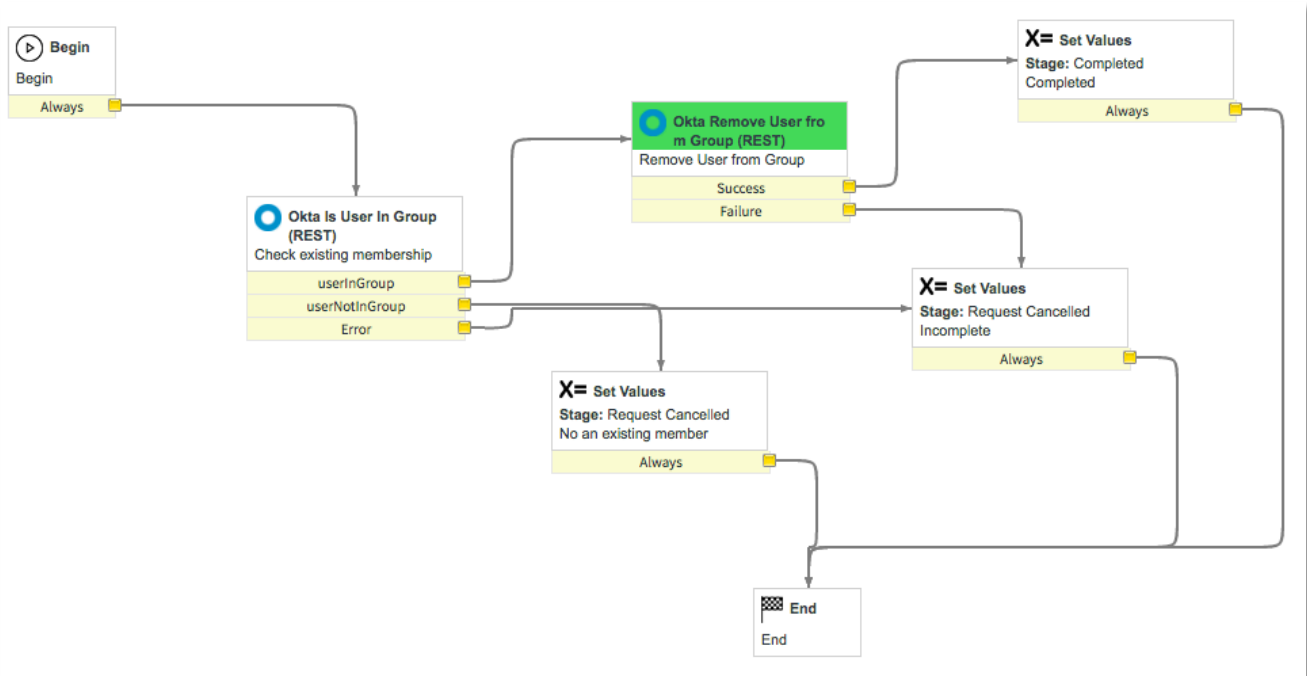 Begin
Begin
Always
Okta Is User In Group
(REST)
Check existing membership
userInGroup
userNotInGroup
Error
Okta Remove User fro
m Group (REST)
Remove User from Group
Success
Failure
X= Set Values
Stage: Completed
Completed
Always
X= Set Values
Stage: Request Cancelled
Incomplete
Always
X= Set Values
Stage: Request Cancelled
No an existing member
Always
End
End